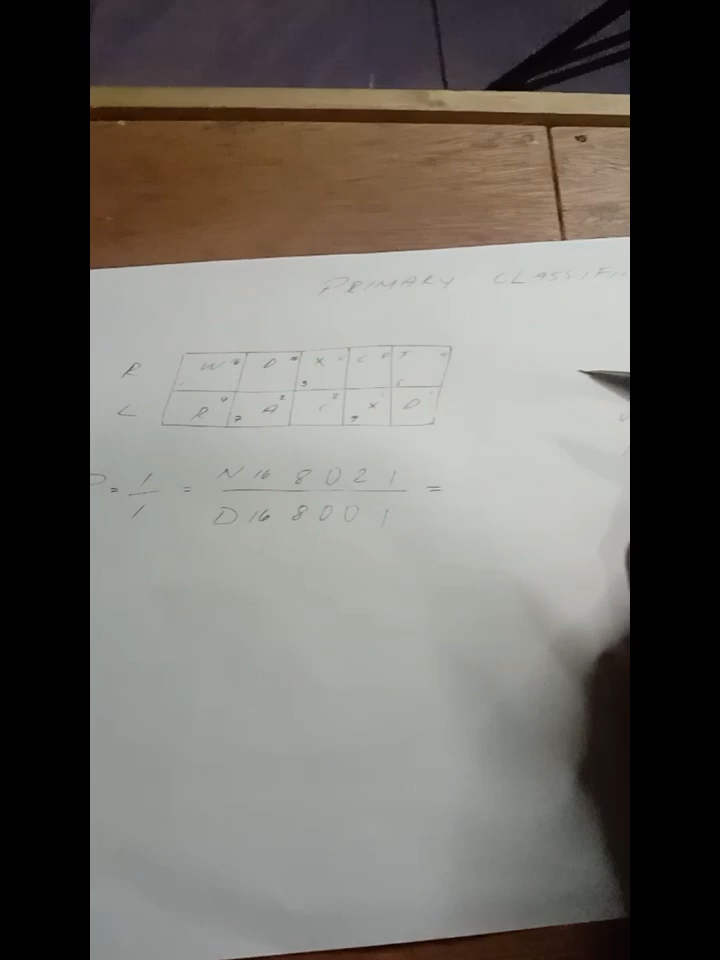 PRIMARY CLASSIFI
R W D X C T
L R A C X D
P = 1/1 = N 16 8 0 2 1 / D 16 8 0 0 1 =